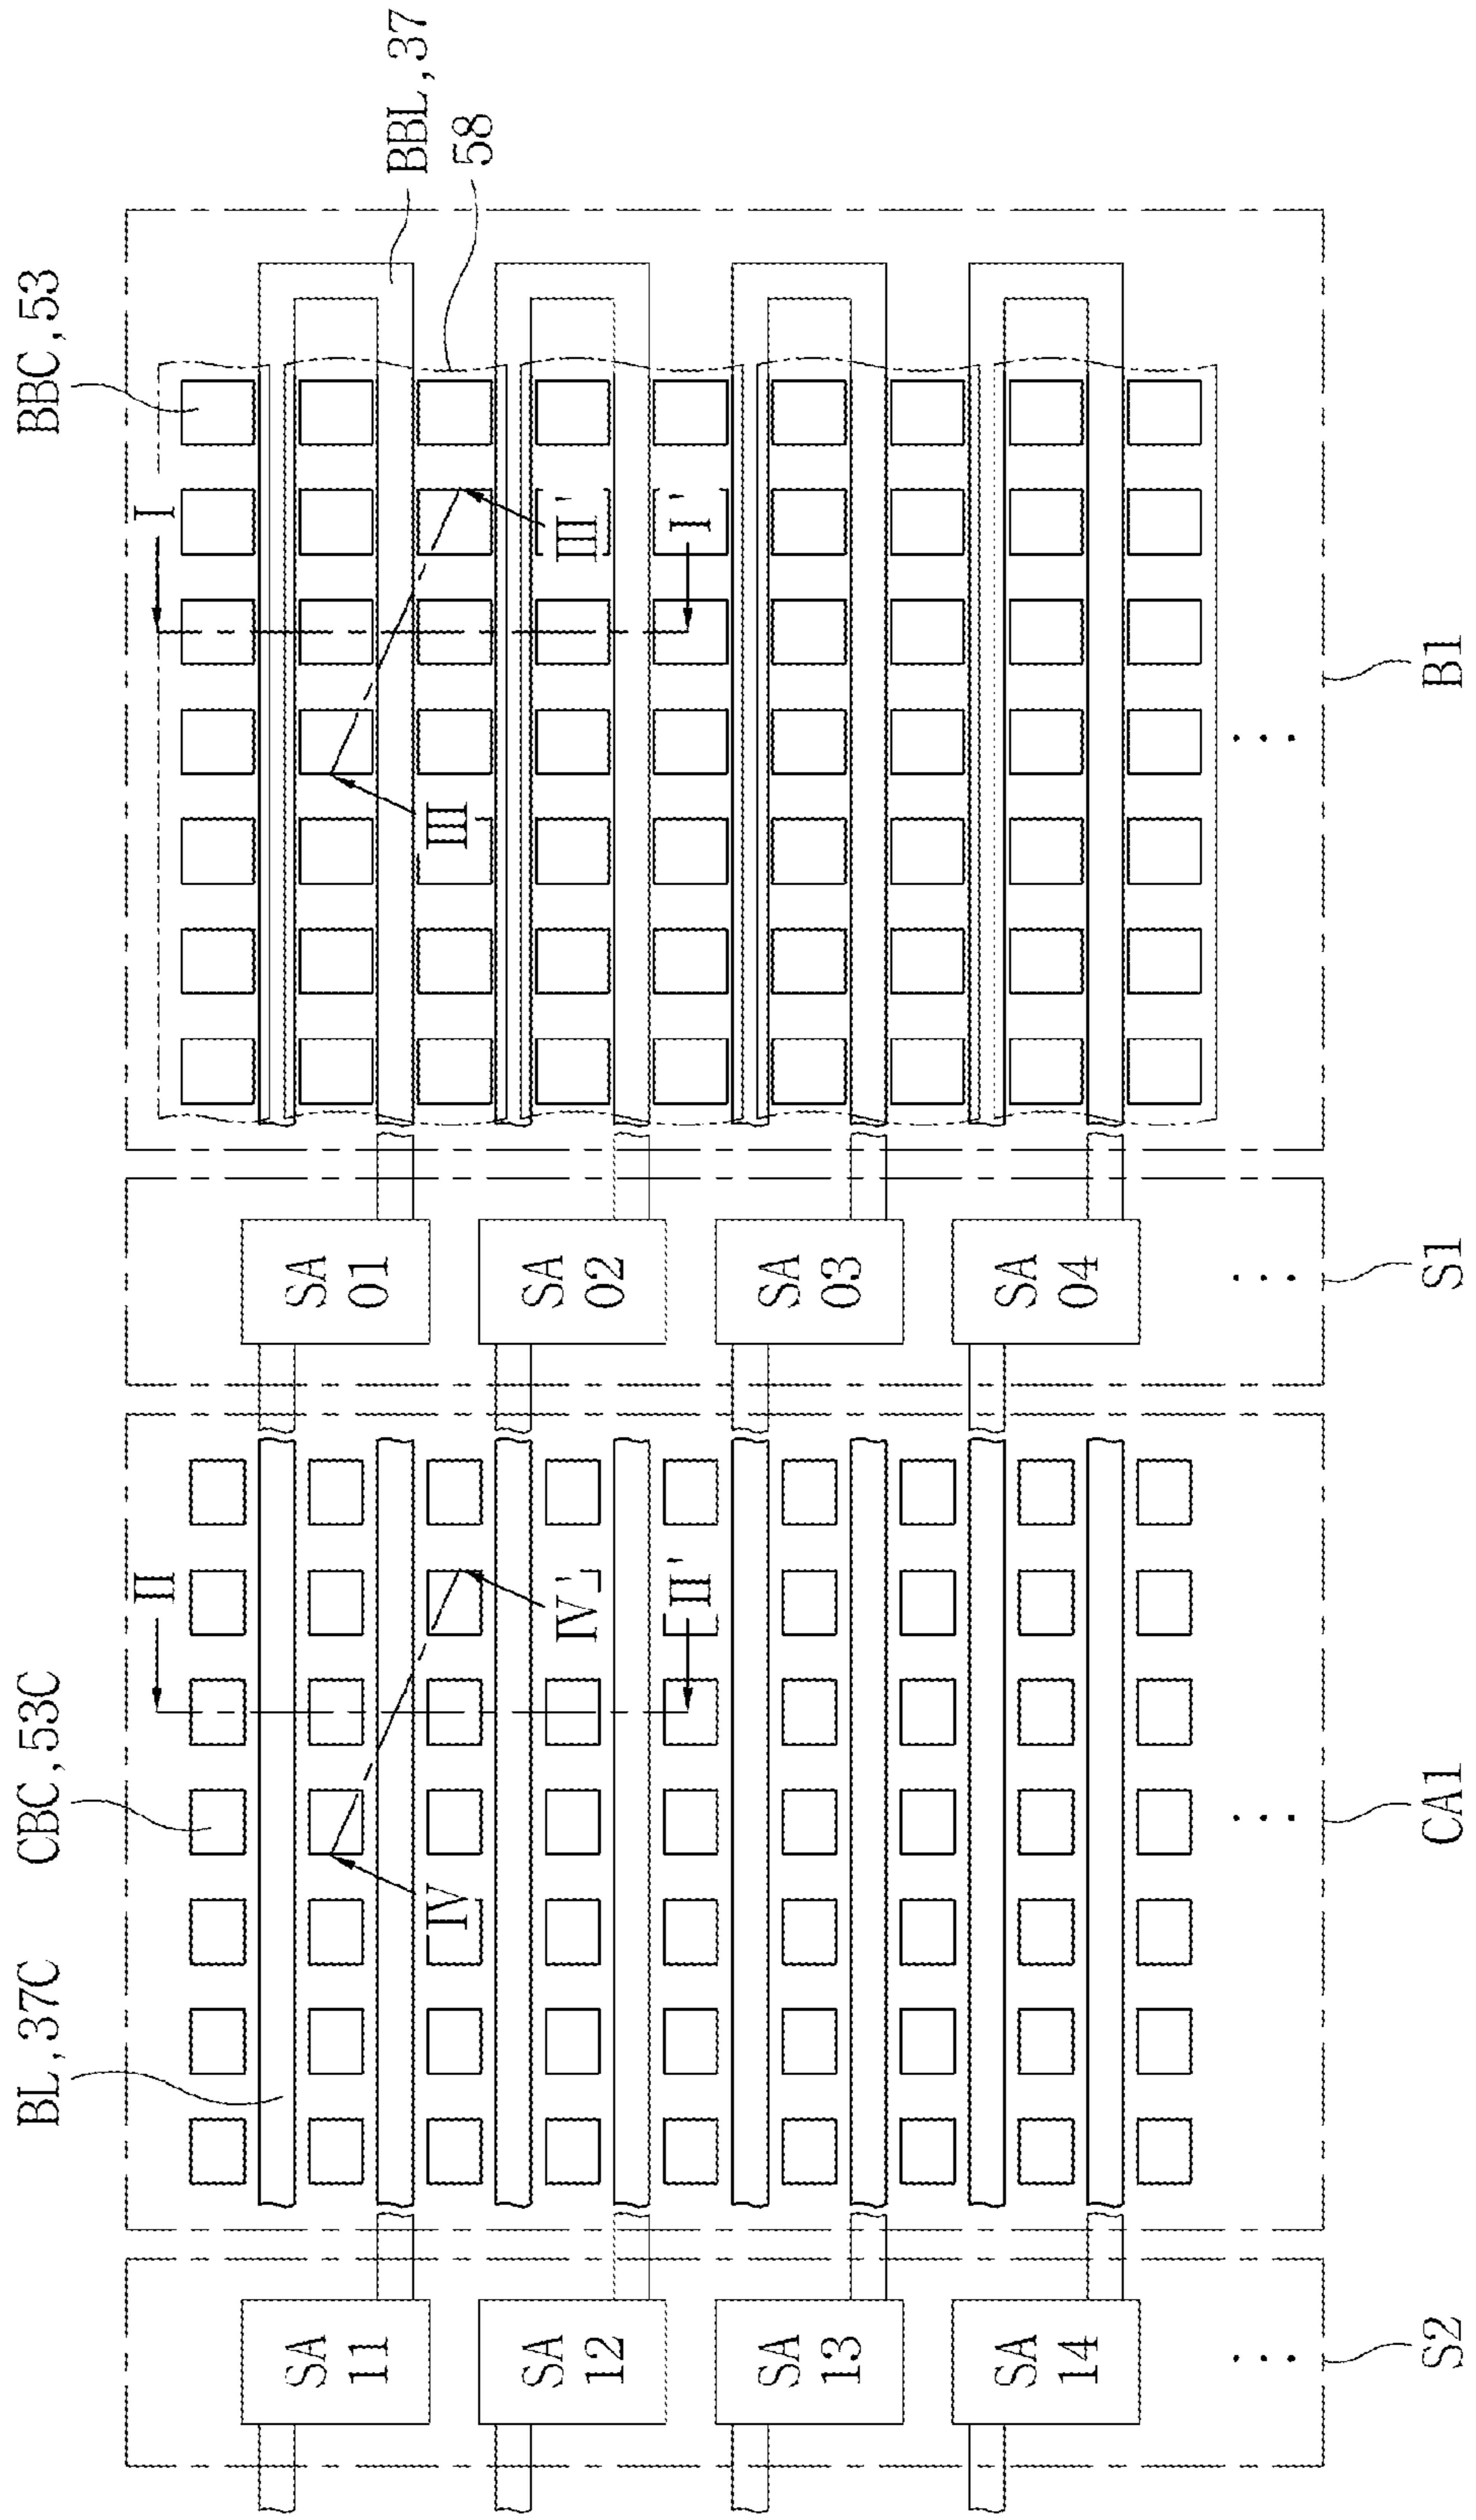 BL,37C
CBC,53C
BBC,53
BBL,37
58
II
I
IV
IV'
III
III'
II'
I'
SA
11
SA
01
SA
12
SA
02
SA
13
SA
03
SA
14
SA
04
S2
CA1
S1
B1